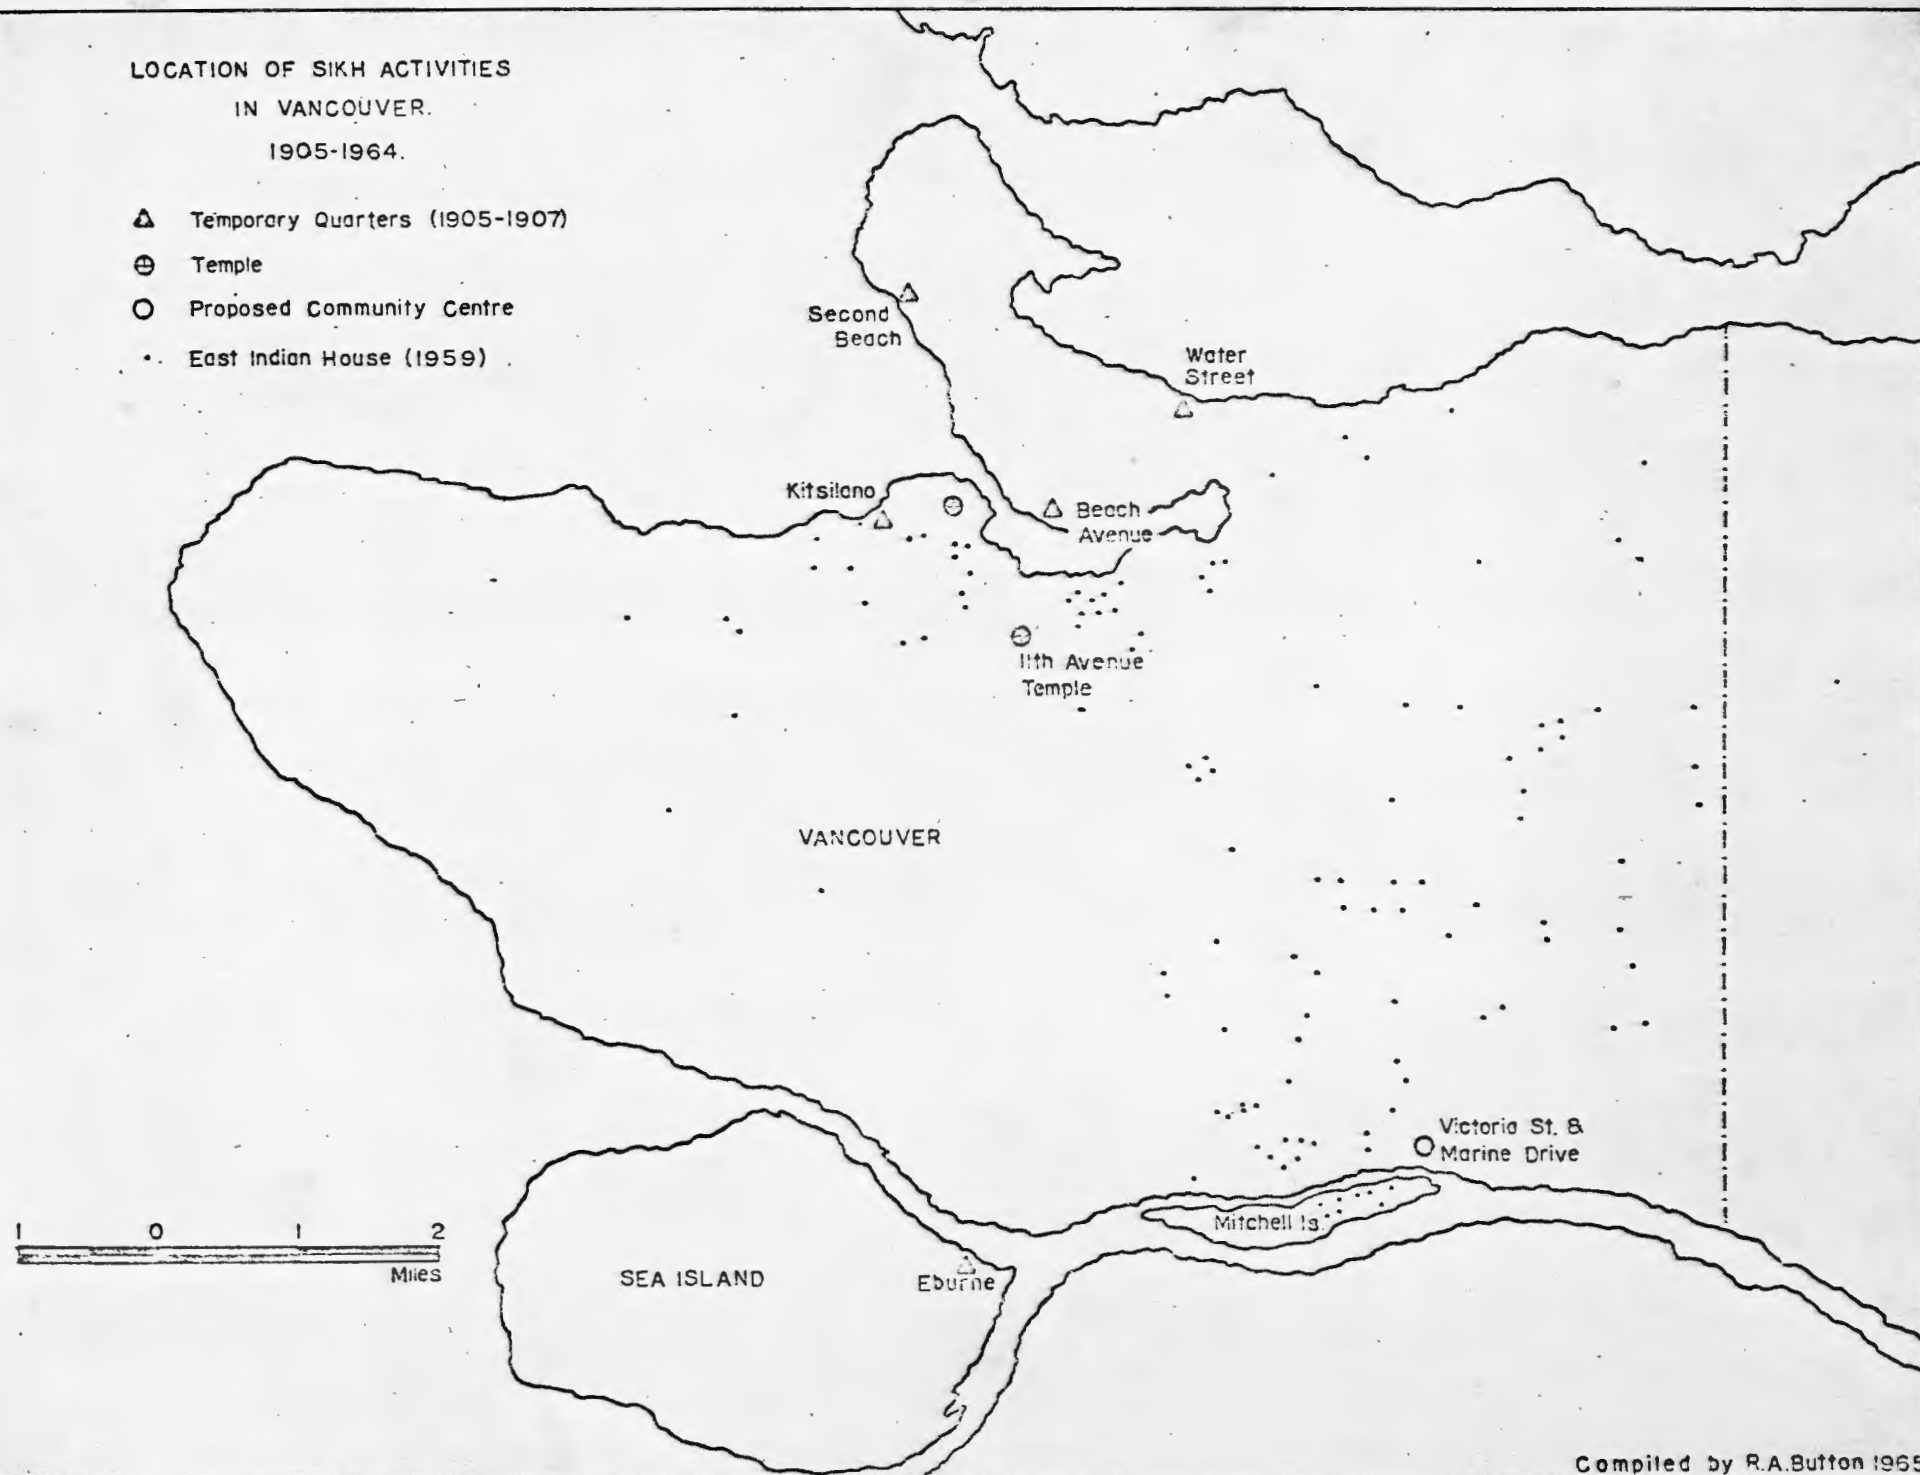 LOCATION OF SIKH ACTIVITIES
IN VANCOUVER.
1905-1964.
Temporary Quarters (1905-1907)
Temple
Proposed Community Centre
East Indian House (1959)
Second
Beach
Water
Street
Kitsilano
Beach
Avenue
11th Avenue
Temple
VANCOUVER
Victoria St. &
Marine Drive
Mitchell Is.
1 0 1 2
Miles
SEA ISLAND
Eburne
Compiled by R.A.Button 1965